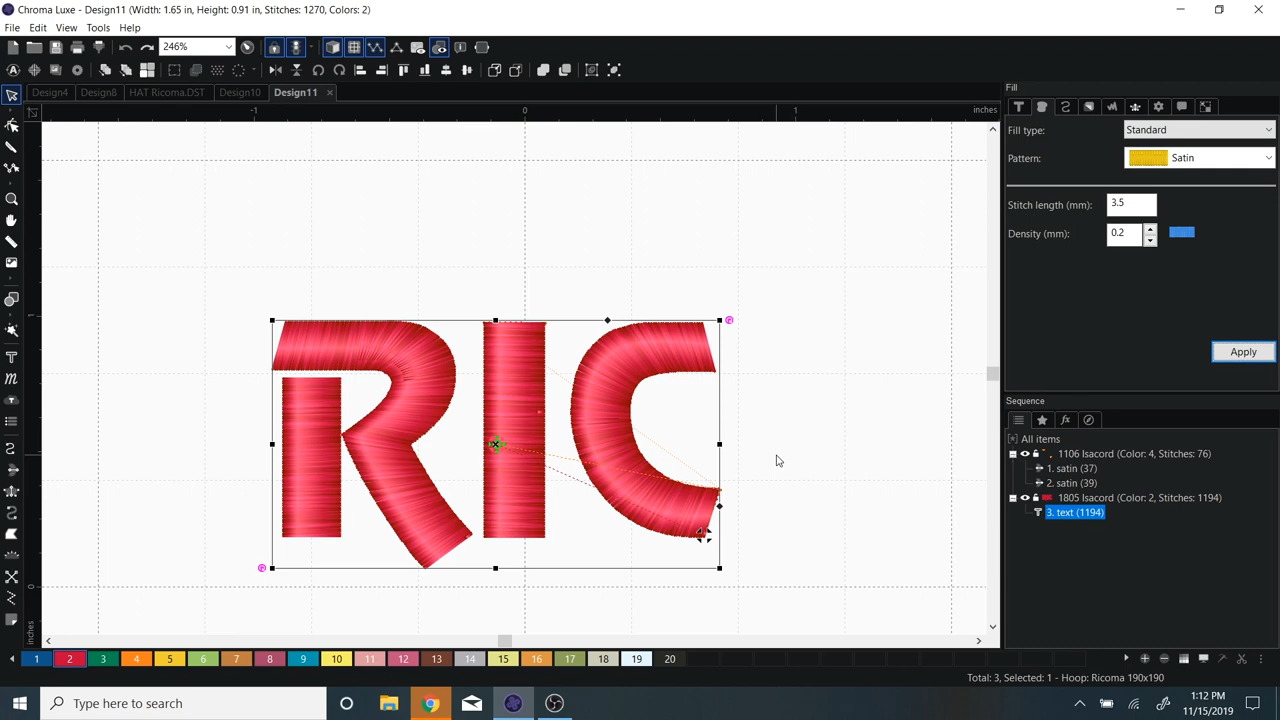 Chroma Luxe - Design11 (Width: 1.65 in, Height: 0.91 in, Stitches: 1270, Colors: 2)
File Edit View Tools Help
246%
Design4 Design8 HAT Ricoma.DST Design10 Design11
-1 0 1 inches
1
0
inches
RIC
Fill
Fill type: Standard
Pattern: Satin
Stitch length (mm): 3.5
Density (mm): 0.2
Apply
Sequence
All items
1106 Isacord (Color: 4, Stitches: 76)
1. satin (37)
2. satin (39)
1805 Isacord (Color: 2, Stitches: 1194)
3. text (1194)
1 2 3 4 5 6 7 8 9 10 11 12 13 14 15 16 17 18 19 20
Total: 3, Selected: 1 - Hoop: Ricoma 190x190
Type here to search
1:12 PM
11/15/2019